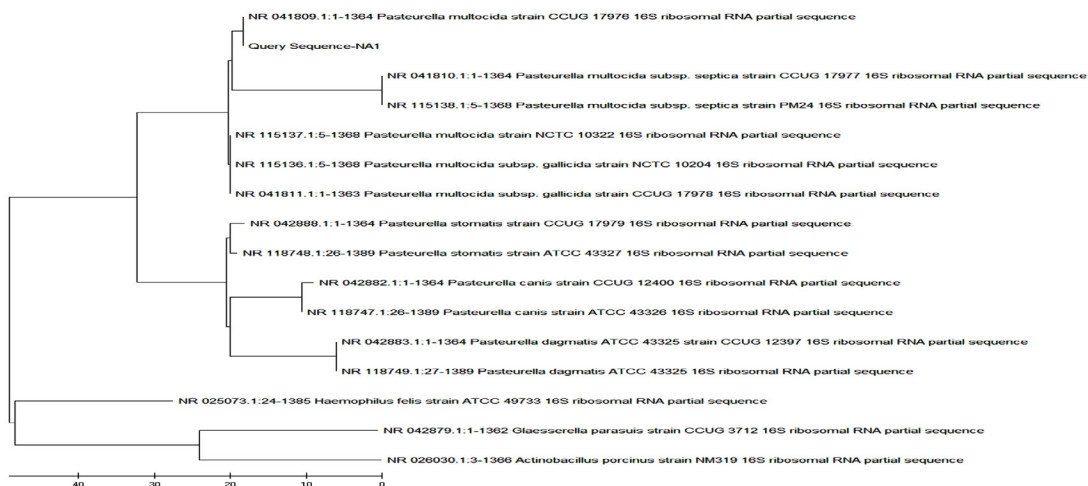 NR 041809.1:1-1364 Pasteurella multocida strain CCUG 17976 16S ribosomal RNA partial sequence
Query Sequence-NA1
NR 041810.1:1-1364 Pasteurella multocida subsp. septica strain CCUG 17977 16S ribosomal RNA partial sequence
NR 115138.1:5-1368 Pasteurella multocida subsp. septica strain PM24 16S ribosomal RNA partial sequence
NR 115137.1:5-1368 Pasteurella multocida strain NCTC 10322 16S ribosomal RNA partial sequence
NR 115136.1:5-1368 Pasteurella multocida subsp. gallicida strain NCTC 10204 16S ribosomal RNA partial sequence
NR 041811.1:1-1363 Pasteurella multocida subsp. gallicida strain CCUG 17978 16S ribosomal RNA partial sequence
NR 042888.1:1-1364 Pasteurella stomatis strain CCUG 17979 16S ribosomal RNA partial sequence
NR 118748.1:26-1389 Pasteurella stomatis strain ATCC 43327 16S ribosomal RNA partial sequence
NR 042882.1:1-1364 Pasteurella canis strain CCUG 12400 16S ribosomal RNA partial sequence
NR 118747.1:26-1389 Pasteurella canis strain ATCC 43326 16S ribosomal RNA partial sequence
NR 042883.1:1-1364 Pasteurella dagmatis ATCC 43325 strain CCUG 12397 16S ribosomal RNA partial sequence
NR 118749.1:27-1389 Pasteurella dagmatis ATCC 43325 16S ribosomal RNA partial sequence
NR 025073.1:24-1385 Haemophilus felis strain ATCC 49733 16S ribosomal RNA partial sequence
NR 042879.1:1-1362 Glaesserella parasuis strain CCUG 3712 16S ribosomal RNA partial sequence
NR 026030.1:3-1366 Actinobacillus porcinus strain NM319 16S ribosomal RNA partial sequence
40 30 20 10 0